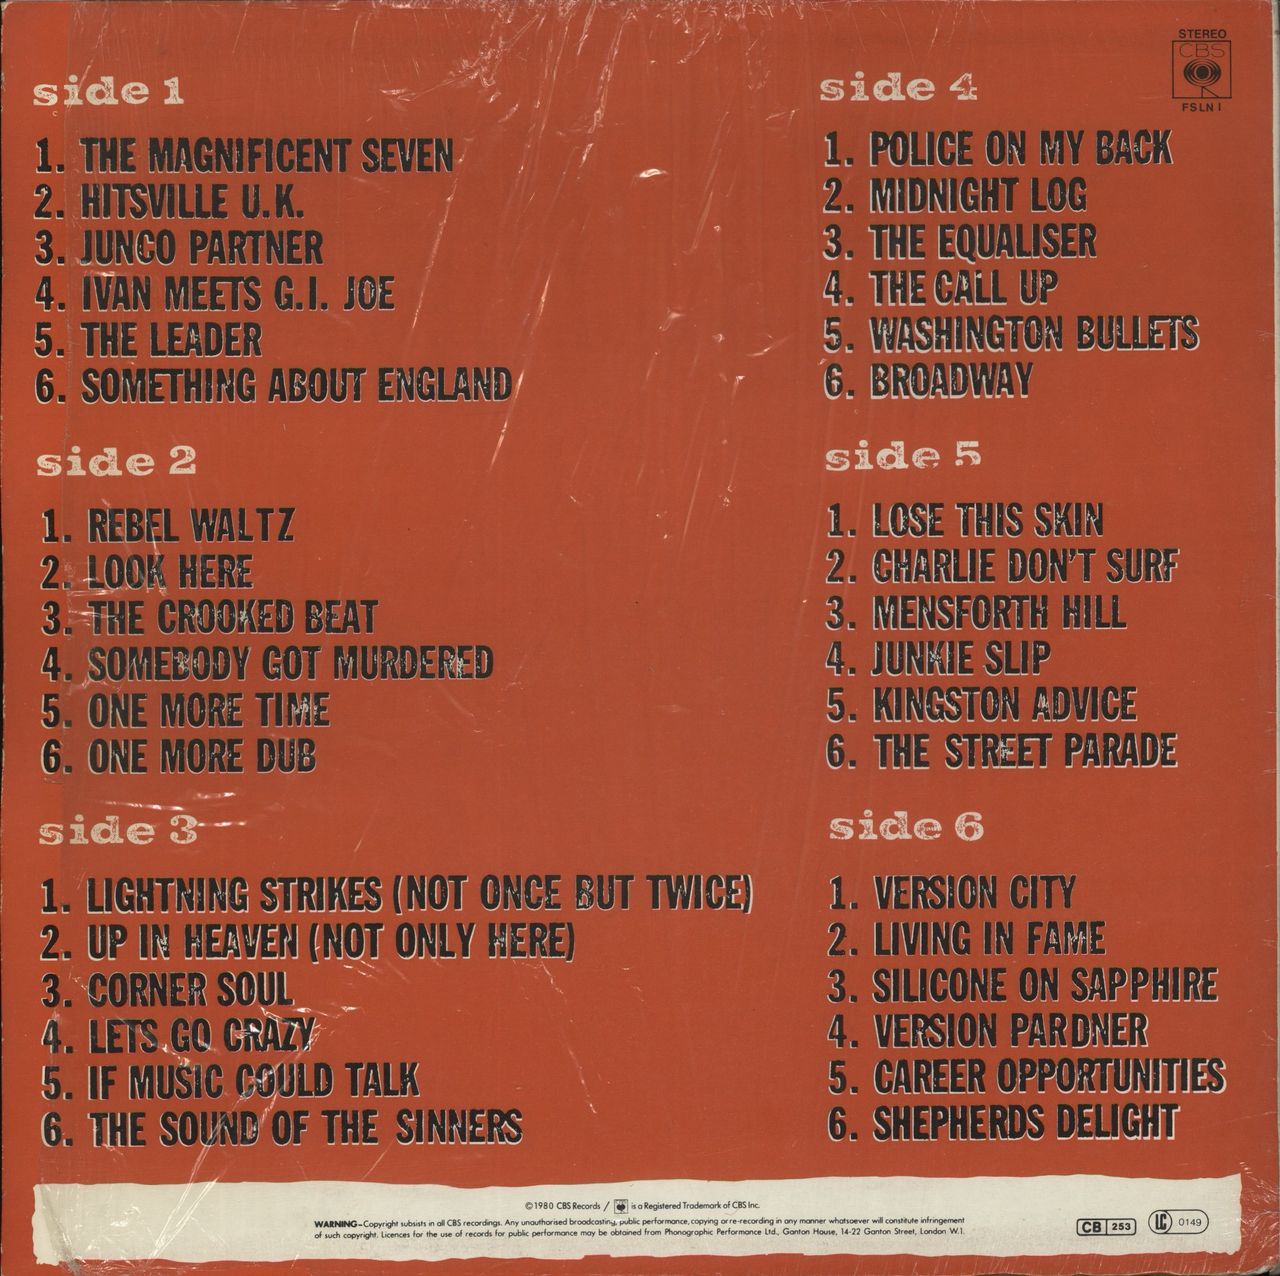 side 1
1. THE MAGNIFICENT SEVEN
2. HITSVILLE U.K.
3. JUNCO PARTNER
4. IVAN MEETS G.I. JOE
5. THE LEADER
6. SOMETHING ABOUT ENGLAND
side 2
1. REBEL WALTZ
2. LOOK HERE
3. THE CROOKED BEAT
4. SOMEBODY GOT MURDERED
5. ONE MORE TIME
6. ONE MORE DUB
side 3
1. LIGHTNING STRIKES (NOT ONCE BUT TWICE)
2. UP IN HEAVEN (NOT ONLY HERE)
3. CORNER SOUL
4. LETS GO CRAZY
5. IF MUSIC COULD TALK
6. THE SOUND OF THE SINNERS
STEREO
CBS
FSLN 1
side 4
1. POLICE ON MY BACK
2. MIDNIGHT LOG
3. THE EQUALISER
4. THE CALL UP
5. WASHINGTON BULLETS
6. BROADWAY
side 5
1. LOSE THIS SKIN
2. CHARLIE DON'T SURF
3. MENSFORTH HILL
4. JUNKIE SLIP
5. KINGSTON ADVICE
6. THE STREET PARADE
side 6
1. VERSION CITY
2. LIVING IN FAME
3. SILICONE ON SAPPHIRE
4. VERSION PARDNER
5. CAREER OPPORTUNITIES
6. SHEPHERDS DELIGHT
©1980 CBS Records / is a Registered Trademark of CBS Inc.
WARNING–Copyright subsists in all CBS recordings. Any unauthorised broadcasting, public performance, copying or re-recording in any manner whatsoever will constitute infringement
of such copyright. Licences for the use of records for public performance may be obtained from Phonographic Performance Ltd., Ganton House, 14-22 Ganton Street, London W.1.
CB 253
LC 0149